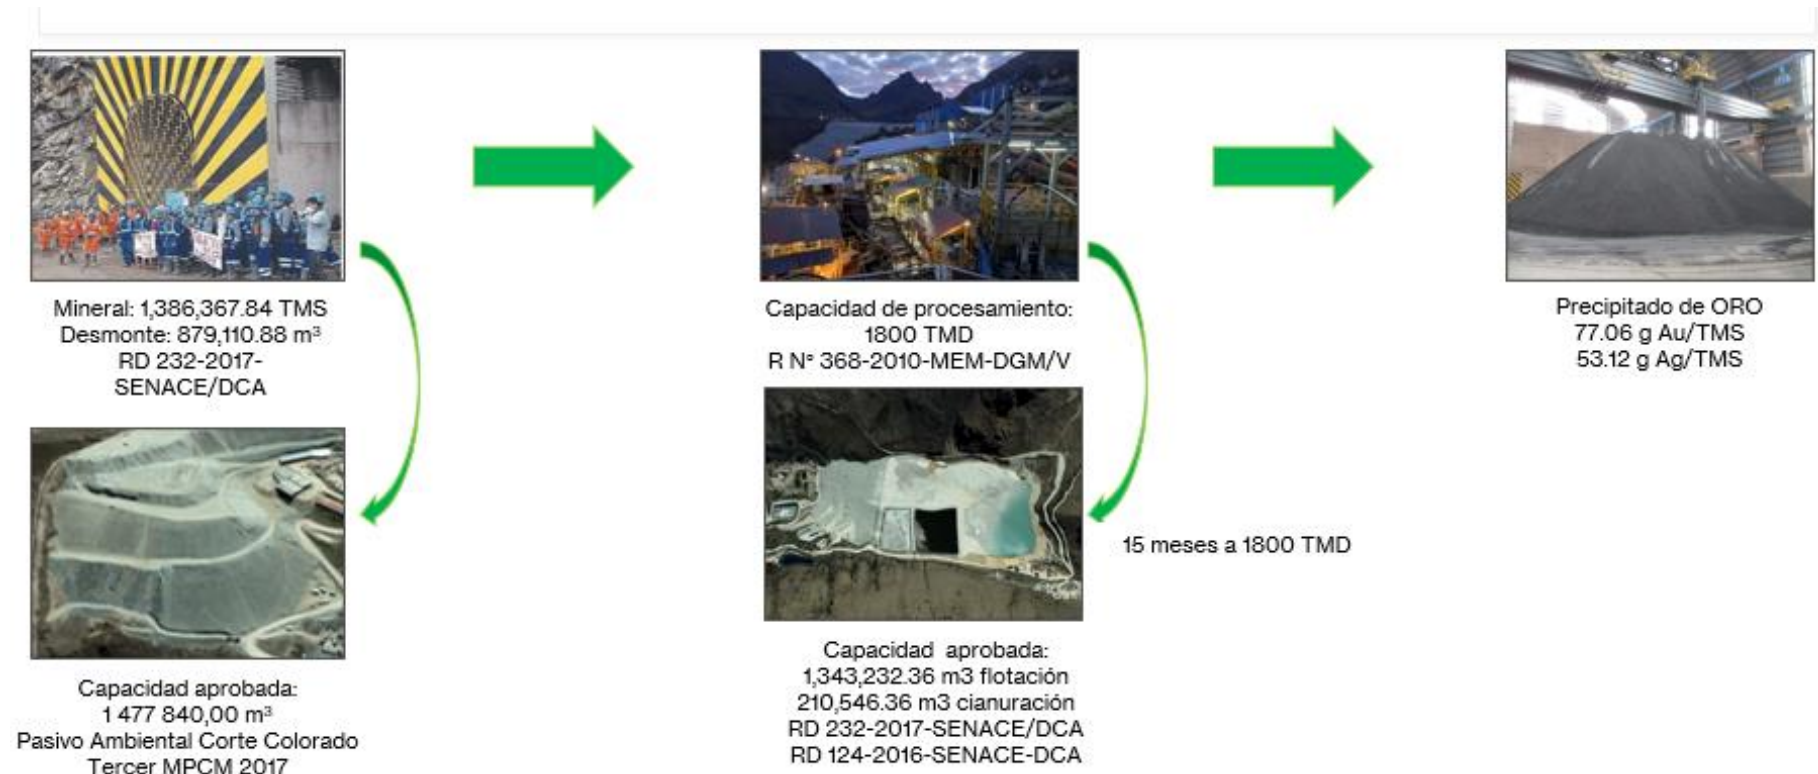 Mineral: 1,386,367.84 TMS
Desmonte: 879,110.88 m³
RD 232-2017-
SENACE/DCA
Capacidad aprobada:
1 477 840,00 m³
Pasivo Ambiental Corte Colorado
Tercer MPCM 2017
Capacidad de procesamiento:
1800 TMD
R N° 368-2010-MEM-DGM/V
15 meses a 1800 TMD
Capacidad aprobada:
1,343,232.36 m3 flotación
210,546.36 m3 cianuración
RD 232-2017-SENACE/DCA
RD 124-2016-SENACE-DCA
Precipitado de ORO
77.06 g Au/TMS
53.12 g Ag/TMS